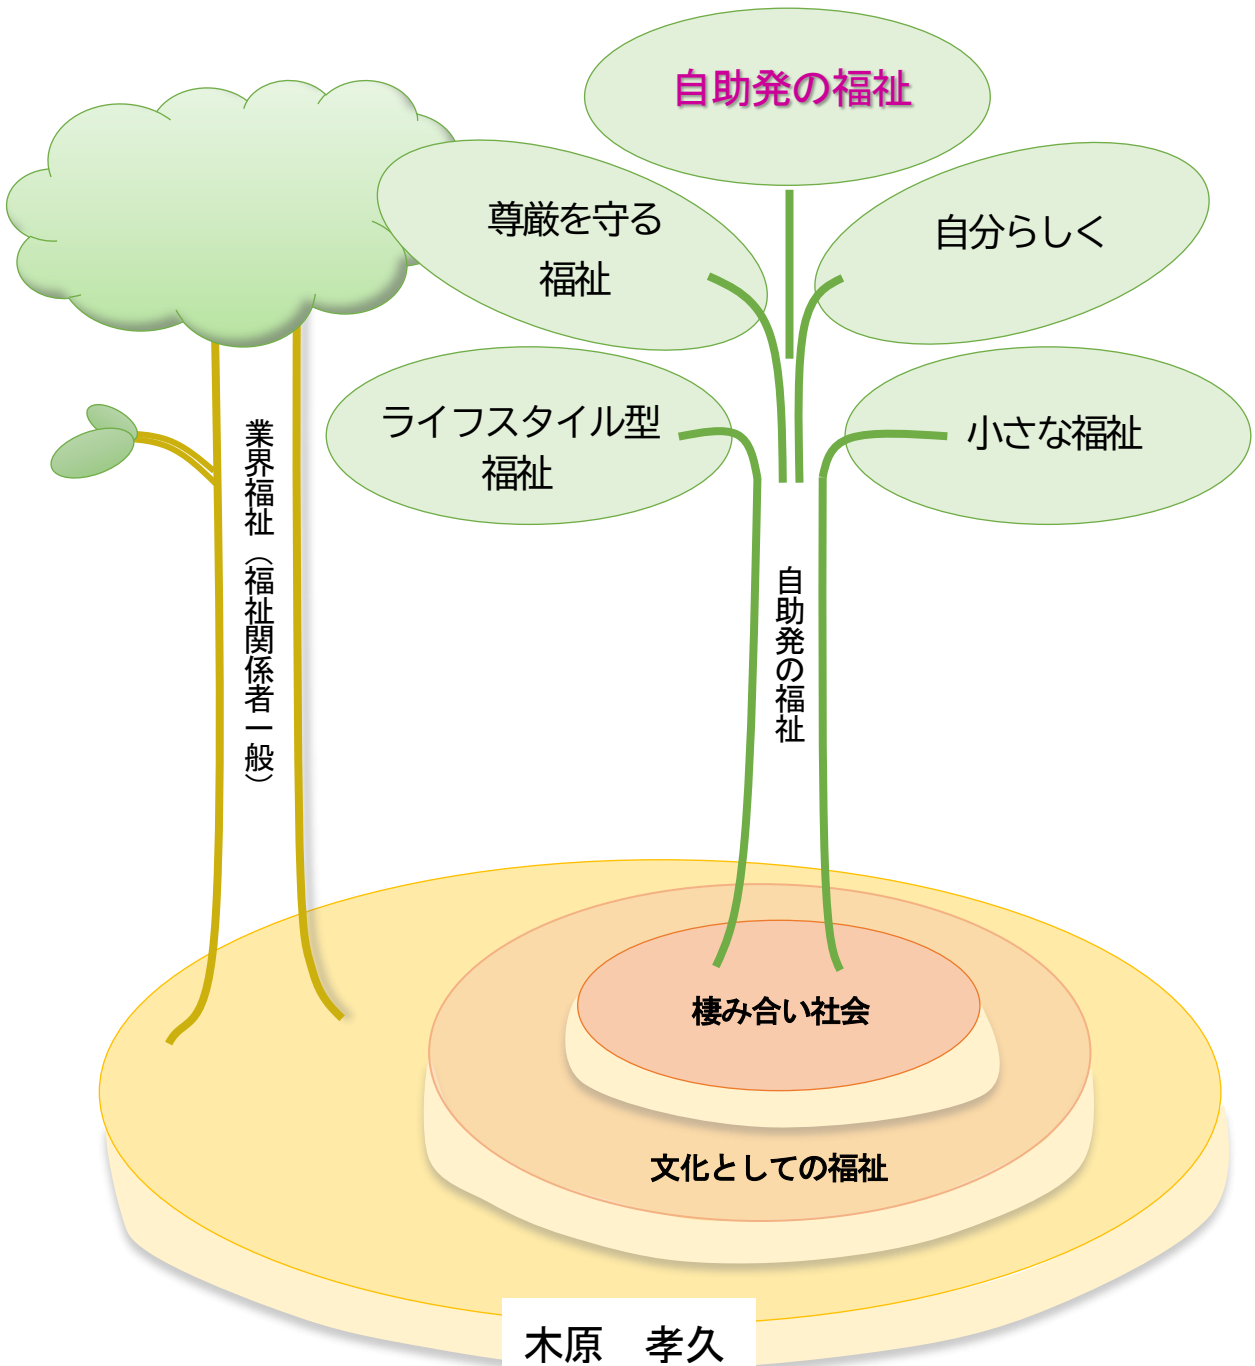 自助発の福祉
尊厳を守る
福祉
自分らしく
ライフスタイル型
福祉
小さな福祉
業界福祉（福祉関係者一般）
自助発の福祉
棲み合い社会
文化としての福祉
木原　孝久